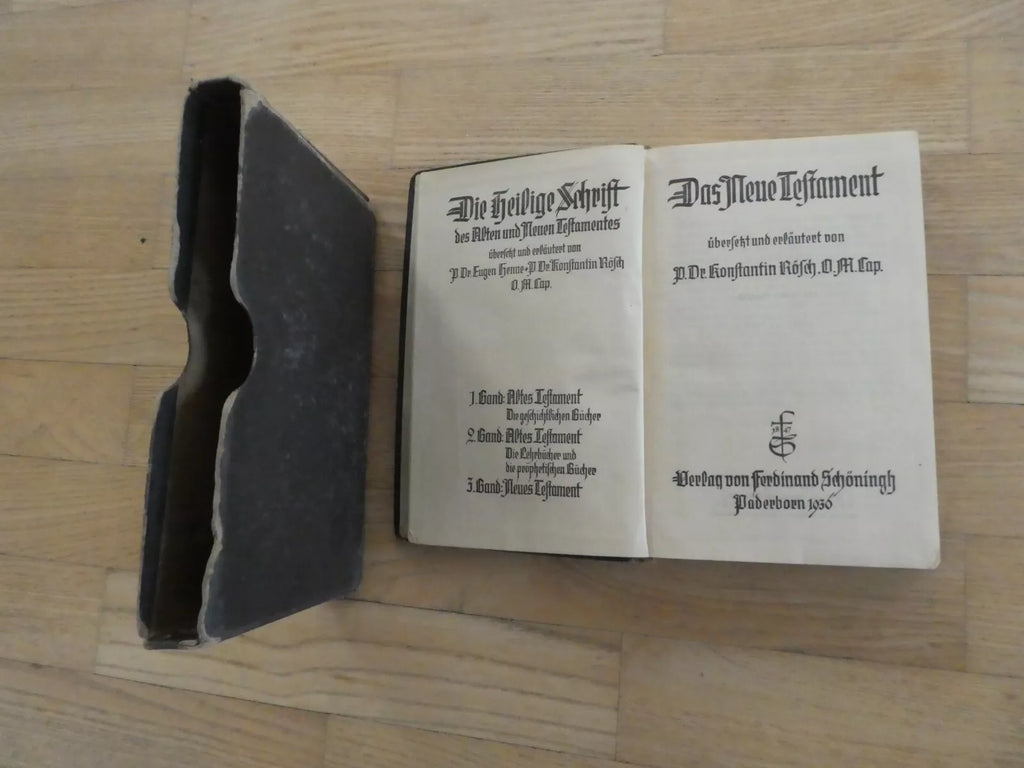 Die Heilige Schrift
des Alten und Neuen Testamentes
übersetzt und erläutert von
P. Dr. Eugen Henne + P. Dr. Konstantin Rösch
O. M. Cap.
1. Band: Altes Testament
Die geschichtlichen Bücher
2. Band: Altes Testament
Die Lehrbücher und
die prophetischen Bücher
3. Band: Neues Testament
Das Neue Testament
übersetzt und erläutert von
P. Dr. Konstantin Rösch. O. M. Cap.
18 47
Verlag von Ferdinand Schöningh
Paderborn 1936